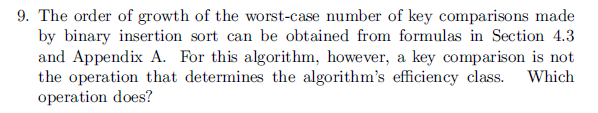 9. The order of growth of the worst-case number of key comparisons made
by binary insertion sort can be obtained from formulas in Section 4.3
and Appendix A. For this algorithm, however, a key comparison is not
the operation that determines the algorithm's efficiency class. Which
operation does?